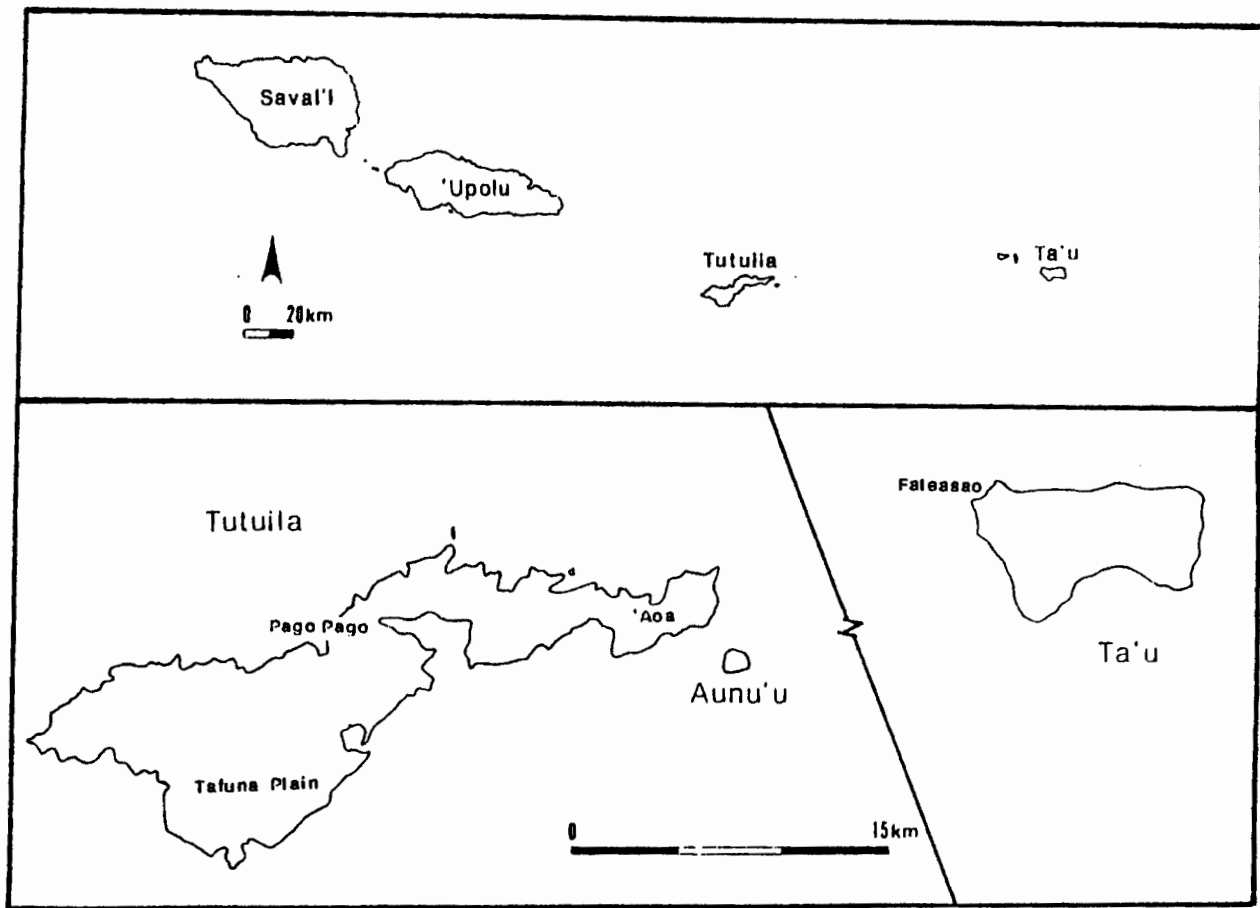 Savai'i
'Upolu
Tutuila
Ta'u
0 20km
Tutuila
Faleasao
'Aoa
Pago Pago
Ta'u
Aunu'u
Tafuna Plain
0 15km